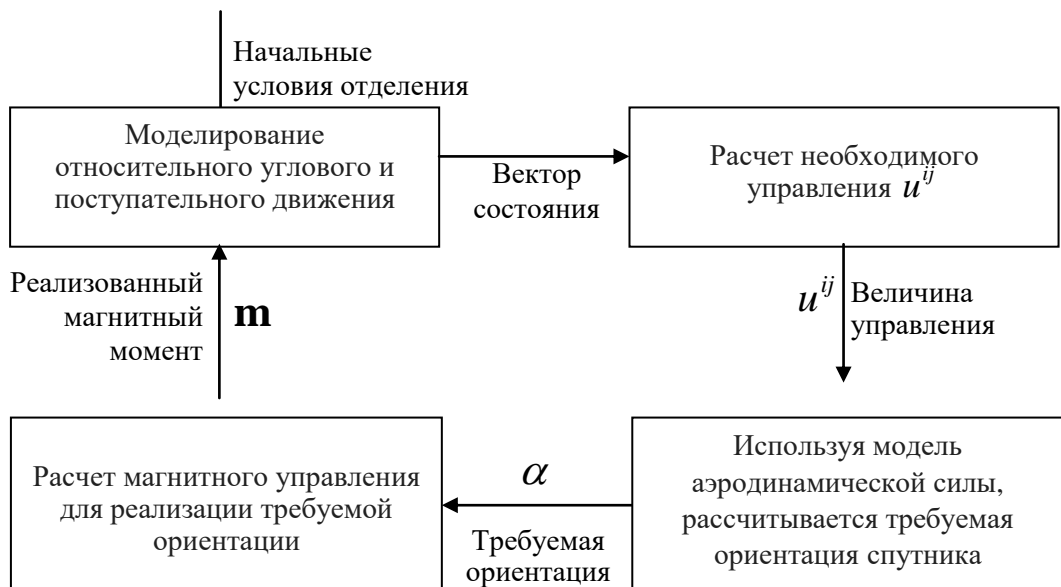 Начальные
условия отделения
Моделирование
относительного углового и
поступательного движения
Вектор
состояния
Расчет необходимого
управления u^{ij}
u^{ij}
Величина
управления
Используя модель
аэродинамической силы,
рассчитывается требуемая
ориентация спутника
α
Требуемая
ориентация
Расчет магнитного управления
для реализации требуемой
ориентации
Реализованный
магнитный
момент
m